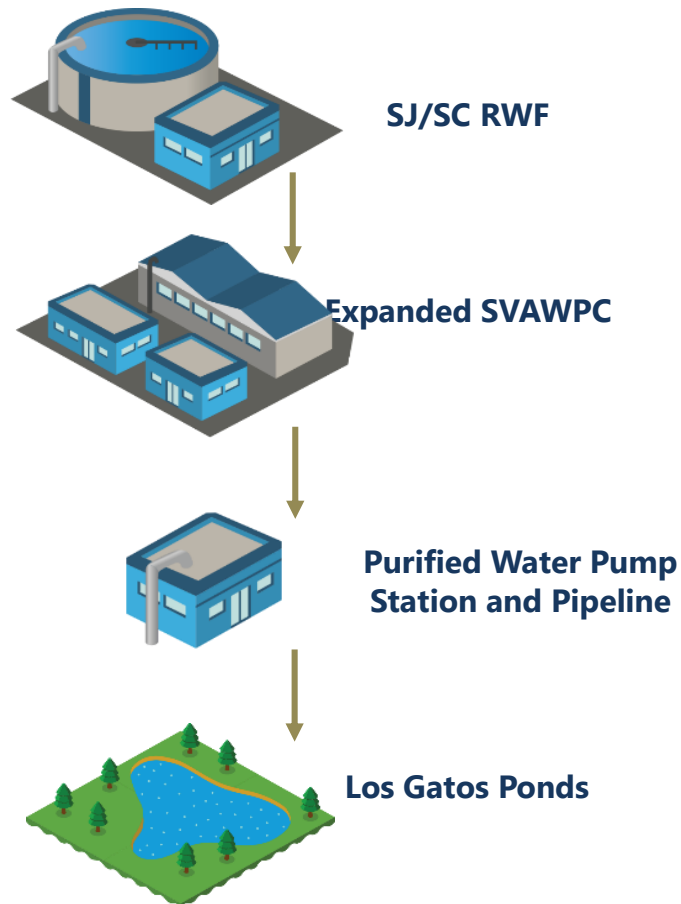 SJ/SC RWF
Expanded SVAWPC
Purified Water Pump
Station and Pipeline
Los Gatos Ponds